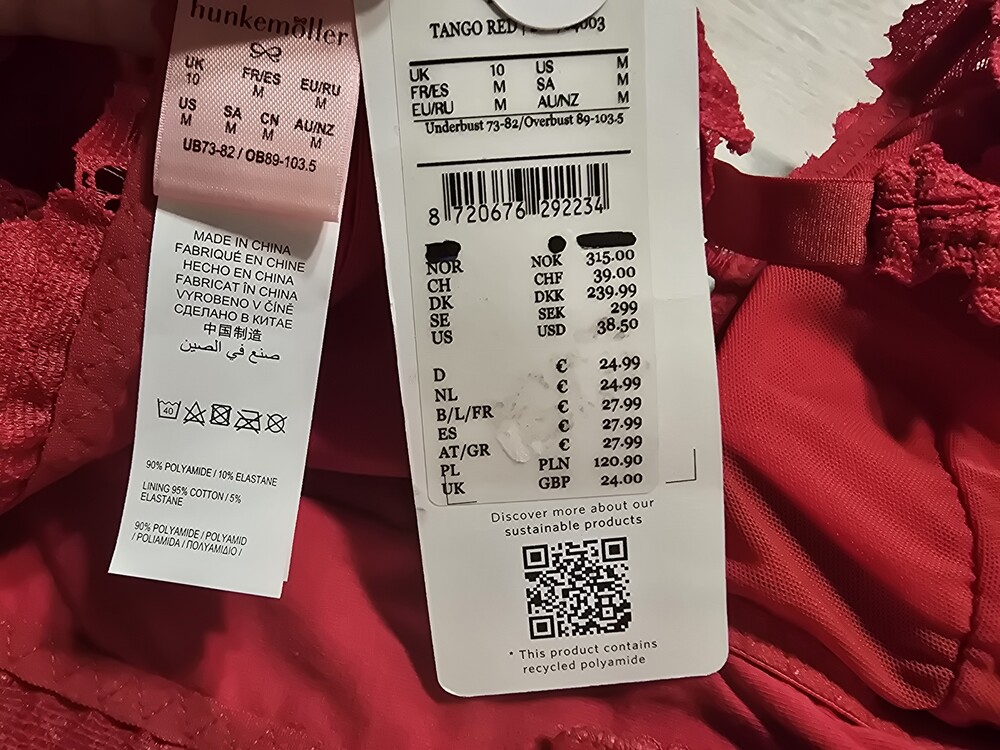 hunkemöller
UK
10
FR/ES
M
EU/RU
M
US
M
SA
M
CN
M
AU/NZ
M
UB73-82 / OB89-103.5
MADE IN CHINA
FABRIQUÉ EN CHINE
HECHO EN CHINA
FABRICAT ÎN CHINA
VYROBENO V ČÍNĚ
СДЕЛАНО В КИТАЕ
中国制造
صنع في الصين
40
90% POLYAMIDE / 10% ELASTANE
LINING 95% COTTON / 5%
ELASTANE
90% POLYAMIDE / POLYAMID
/ POLIAMIDA / ΠΟΛΥΑΜΙΔΙΟ /
TANGO RED |
UK 10 US M
FR/ES M SA M
EU/RU M AU/NZ M
Underbust 73-82/Overbust 89-103.5
8 720676 292234
NOR NOK 315.00
CH CHF 39.00
DK DKK 239.99
SE SEK 299
US USD 38.50
D € 24.99
NL € 24.99
B/L/FR € 27.99
ES € 27.99
AT/GR € 27.99
PL PLN 120.90
UK GBP 24.00
Discover more about our
sustainable products
* This product contains
recycled polyamide